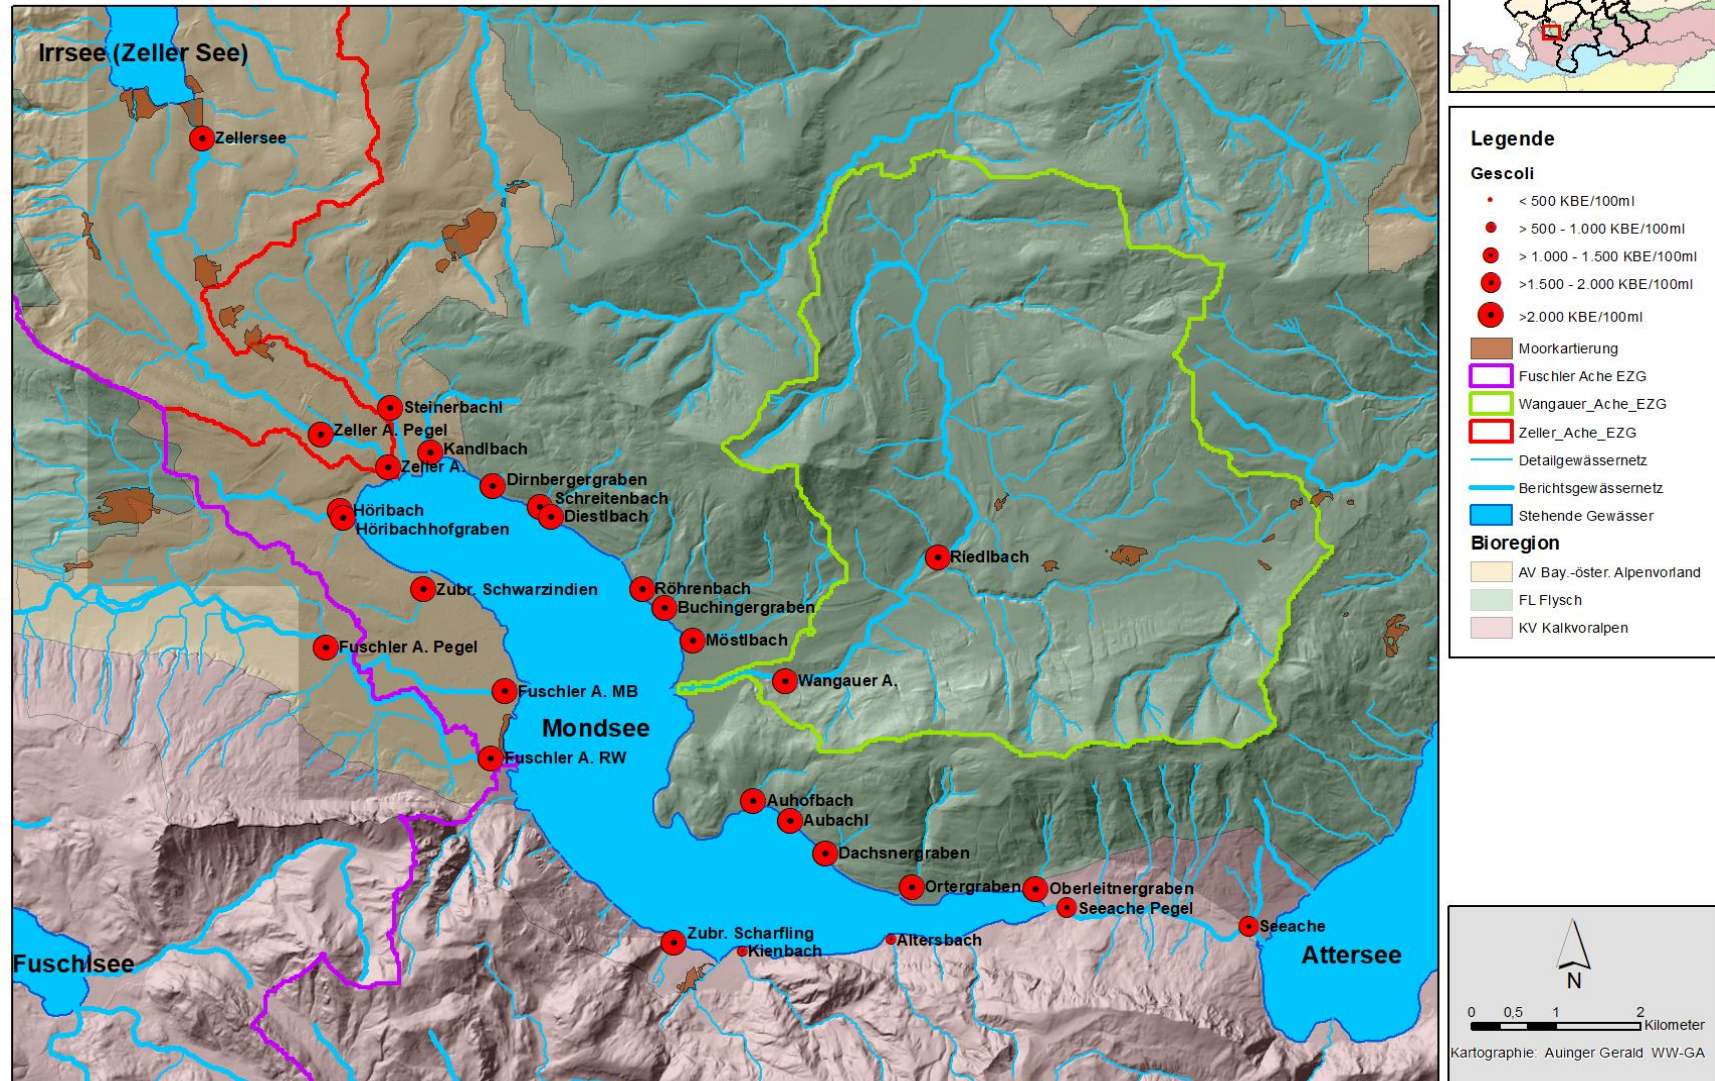 Irrsee (Zeller See)
Zellersee
Steinerbachl
Zeller A. Pegel
Kandlbach
Zeller A.
Dirnbergergraben
Schreitenbach
Diestlbach
Höribach
Höribachhofgraben
Riedlbach
Zubr. Schwarzindien
Röhrenbach
Buchingergraben
Möstlbach
Fuschler A. Pegel
Wangauer A.
Fuschler A. MB
Mondsee
Fuschler A. RW
Auhofbach
Aubachl
Dachsnergraben
Ortergraben
Oberleitnergraben
Seeache Pegel
Seeache
Zubr. Scharfling
Kienbach
Altersbach
Attersee
Fuschlsee
Legende
Gescoli
< 500 KBE/100ml
> 500 - 1.000 KBE/100ml
> 1.000 - 1.500 KBE/100ml
>1.500 - 2.000 KBE/100ml
>2.000 KBE/100ml
Moorkartierung
Fuschler Ache EZG
Wangauer_Ache_EZG
Zeller_Ache_EZG
Detailgewässernetz
Berichtsgewässernetz
Stehende Gewässer
Bioregion
AV Bay.-öster. Alpenvorland
FL Flysch
KV Kalkvoralpen
N
0 0,5 1 2
Kilometer
Kartographie: Auinger Gerald WW-GA